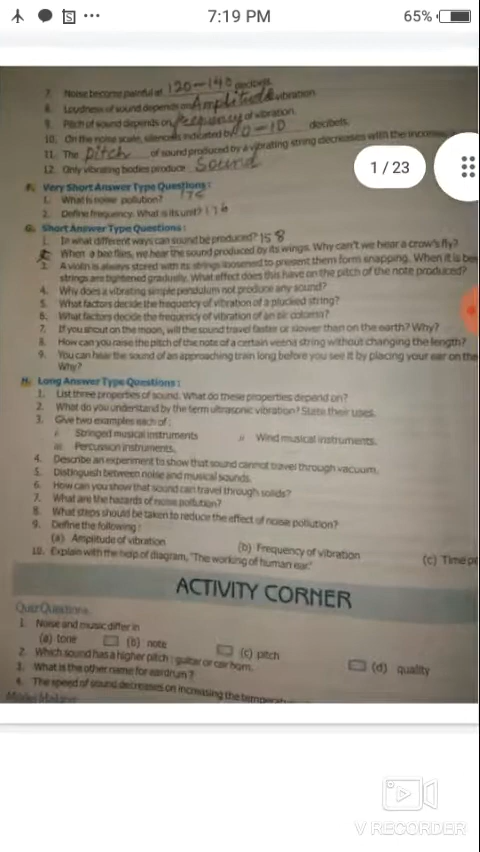 7:19 PM
65%
7. Noise become painful at 120-140 decibels.
8. Loudness of sound depends on Amplitude vibration.
9. Pitch of sound depends on frequency of vibration.
10. On the noise scale, silence is indicated by 0-10 decibels.
11. The pitch of sound produced by a vibrating string decreases with the increase
12. Only vibrating bodies produce Sound
1/23
F. Very Short Answer Type Questions:
1. What is noise pollution? 176
2. Define frequency. What is its unit? 176
G. Short Answer Type Questions:
1. In what different ways can sound be produced? 158
When a bee flies, we hear the sound produced by its wings. Why can't we hear a crow's fly?
3. A violin is always stored with its strings loosened to present them form snapping. When it is be
strings are tightened gradually. What effect does this have on the pitch of the note produced?
4. Why does a vibrating simple pendulum not produce any sound?
5. What factors decide the frequency of vibration of a plucked string?
6. What factors decide the frequency of vibration of an air column?
7. If you shout on the moon, will the sound travel faster or slower then on the earth? Why?
8. How can you raise the pitch of the note of a certain veena string without changing the length?
9. You can hear the sound of an approaching train long before you see it by placing your ear on the
Why?
H. Long Answer Type Questions:
1. List three properties of sound. What do these properties depend on?
2. What do you understand by the term ultrasonic vibration? State their uses.
3. Give two examples each of:
i. Stringed musical instruments ii. Wind musical instruments.
iii. Percussion instruments.
4. Describe an experiment to show that sound cannot travel through vacuum.
5. Distinguish between noise and musical sounds.
6. How can you show that sound can travel through solids?
7. What are the hazards of noise pollution?
8. What steps should be taken to reduce the effect of noise pollution?
9. Define the following:
(a) Amplitude of vibration (b) Frequency of vibration (c) Time pe
10. Explain with the help of diagram, "The working of human ear."
ACTIVITY CORNER
Quiz Questions
1. Noise and music differ in
(a) tone (b) note (c) pitch (d) quality
2. Which sound has a higher pitch: guitar or car horn.
3. What is the other name for eardrum?
4. The speed of sound decreases on increasing the
V RECORDER